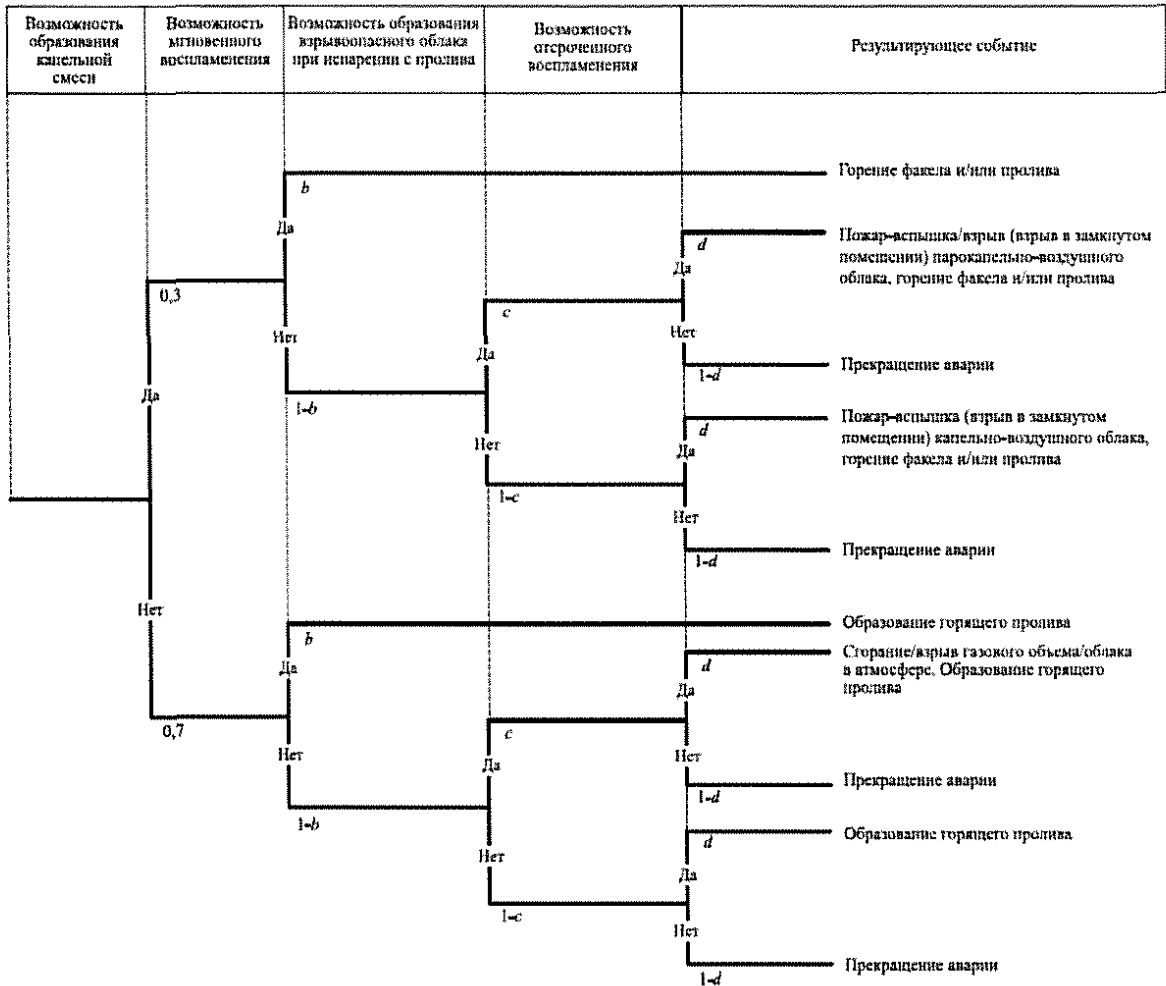 Возможность
образования
капельной
смеси
Возможность
мгновенного
воспламенения
Возможность образования
взрывоопасного облака
при испарении с пролива
Возможность
отсроченного
воспламенения
Результирующее событие
b
Горение факела и/или пролива
Да
d
Пожар-вспышка/взрыв (взрыв в замкнутом
помещении) парокапельно-воздушного
облака, горение факела и/или пролива
Да
0,3
c
Нет
Нет
Да
1-d
Прекращение аварии
Да
1-b
d
Пожар-вспышка (взрыв в замкнутом
помещении) капельно-воздушного облака,
горение факела и/или пролива
Нет
Да
1-c
Нет
1-d
Прекращение аварии
Нет
b
Образование горящего пролива
d
Сгорание/взрыв газового объема/облака
в атмосфере. Образование горящего
пролива
Да
Да
0,7
c
Нет
Да
Нет
1-d
Прекращение аварии
1-b
d
Образование горящего пролива
Нет
Да
1-c
Нет
1-d
Прекращение аварии